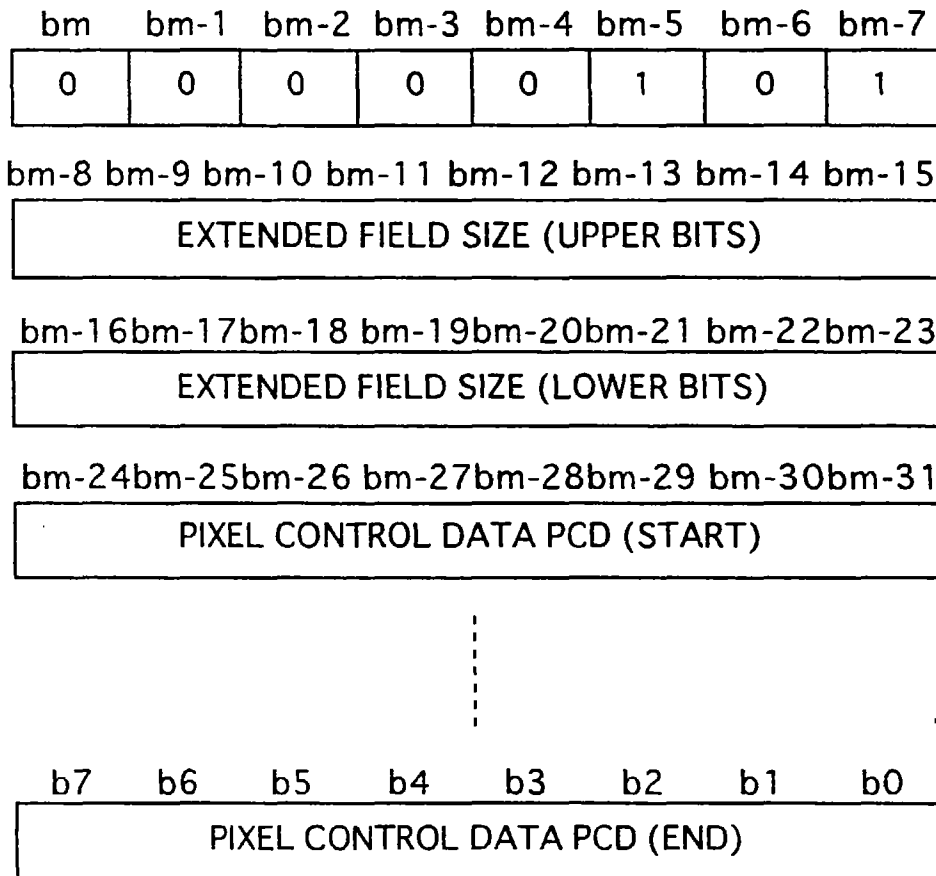 bm bm-1 bm-2 bm-3 bm-4 bm-5 bm-6 bm-7
0 0 0 0 0 1 0 1
bm-8 bm-9 bm-10 bm-11 bm-12 bm-13 bm-14 bm-15
EXTENDED FIELD SIZE (UPPER BITS)
bm-16bm-17bm-18 bm-19bm-20bm-21 bm-22bm-23
EXTENDED FIELD SIZE (LOWER BITS)
bm-24bm-25bm-26 bm-27bm-28bm-29 bm-30bm-31
PIXEL CONTROL DATA PCD (START)
b7 b6 b5 b4 b3 b2 b1 b0
PIXEL CONTROL DATA PCD (END)